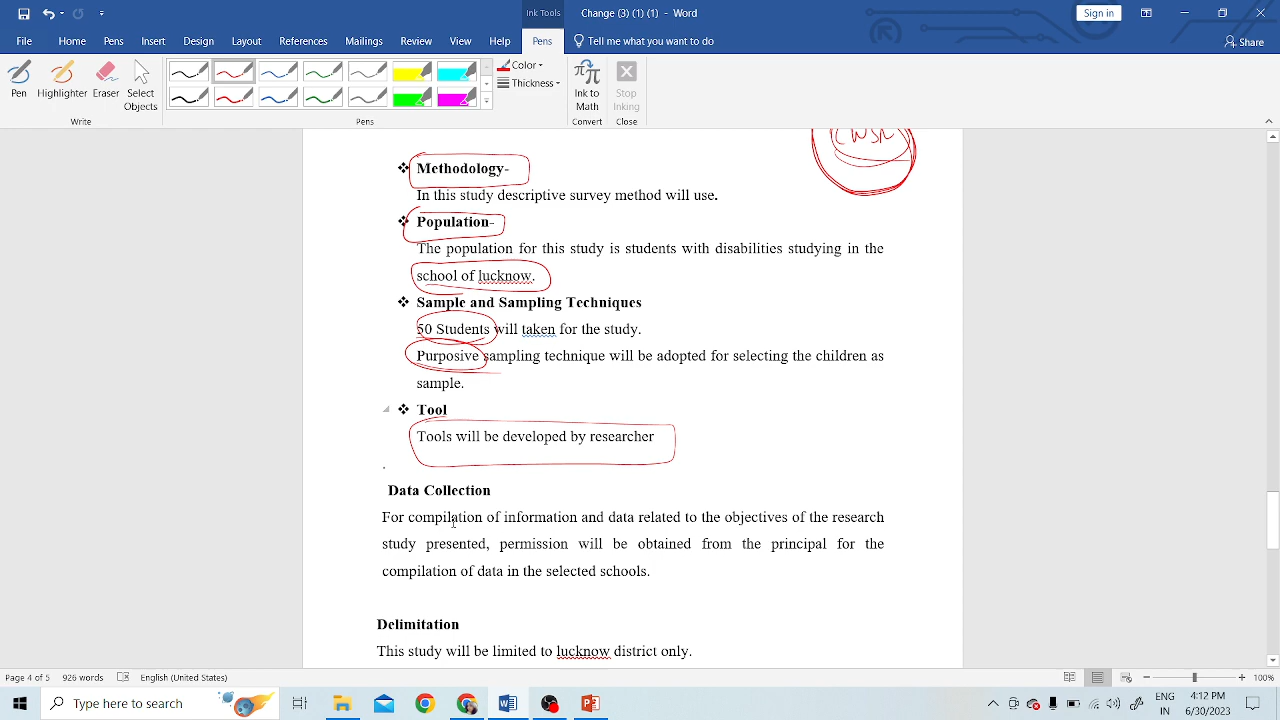 Ink Tools
Change (3) (1) (1) - Word
Sign in
File Home Pens Insert Design Layout References Mailings Review View Help Pens Tell me what you want to do Share
Pen Highlighter Eraser Select Objects
Color
Thickness
Ink to Math
Stop Inking
Write Pens Convert Close
CWSN
❖ Methodology-
In this study descriptive survey method will use.
❖ Population-
The population for this study is students with disabilities studying in the
school of lucknow.
❖ Sample and Sampling Techniques
50 Students will taken for the study.
Purposive sampling technique will be adopted for selecting the children as
sample.
❖ Tool
Tools will be developed by researcher
.
Data Collection
For compilation of information and data related to the objectives of the research
study presented, permission will be obtained from the principal for the
compilation of data in the selected schools.
Delimitation
This study will be limited to lucknow district only.
Page 4 of 5 926 words English (United States) 100%
Type here to search
ENG 4:12 PM
IN 6/30/2023